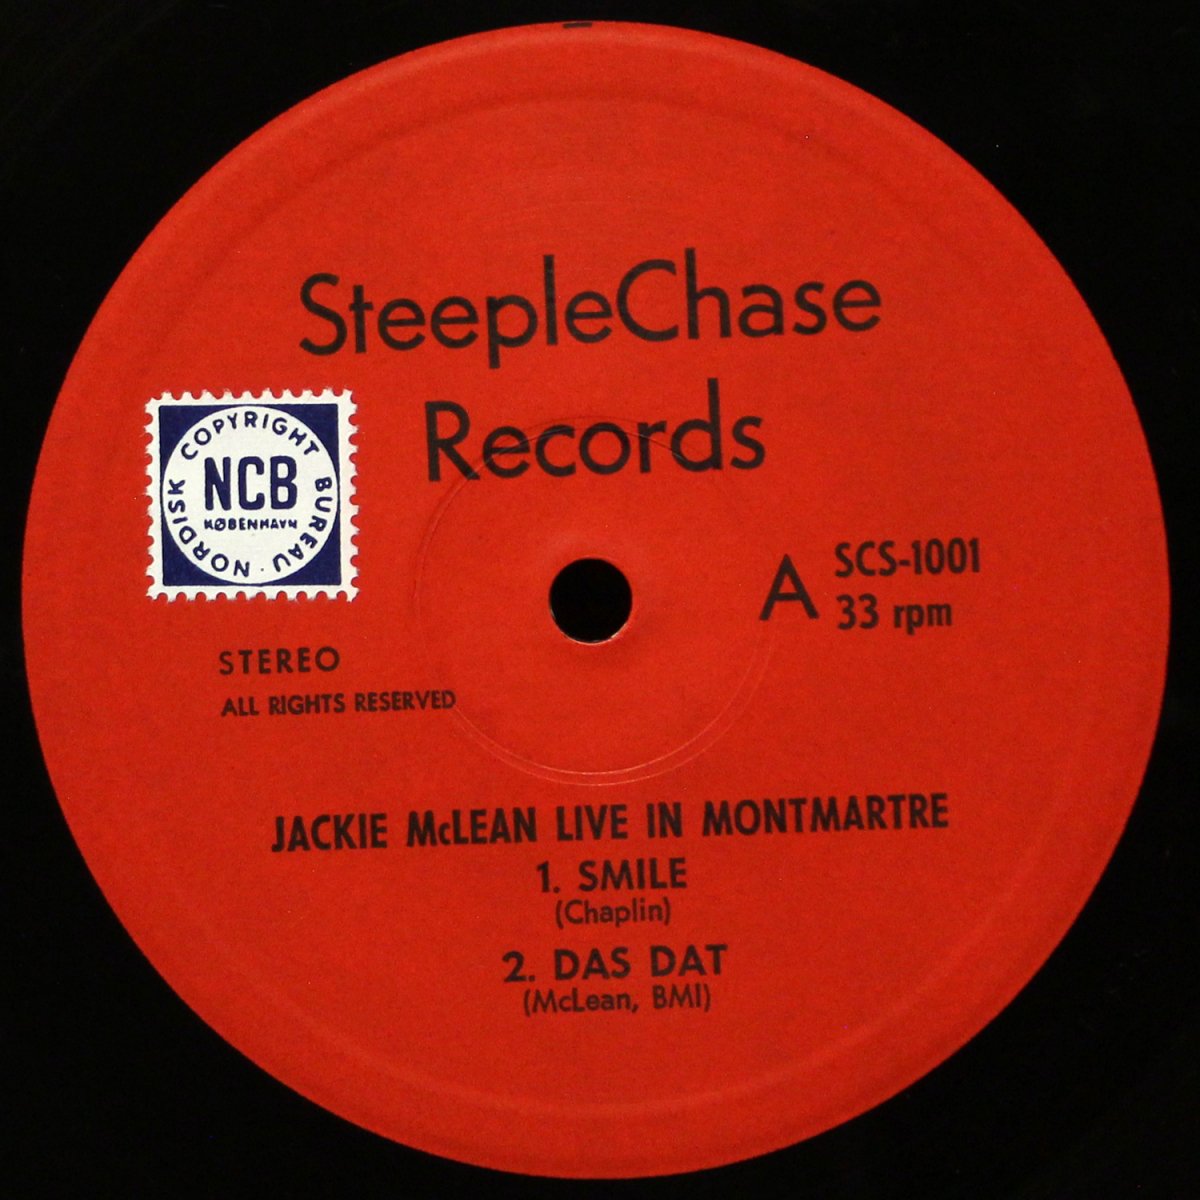 SteepleChase
Records
COPYRIGHT BUREAU · NORDISK
NCB
KØBENHAVN
A
SCS-1001
33 rpm
STEREO
ALL RIGHTS RESERVED
JACKIE McLEAN LIVE IN MONTMARTRE
1. SMILE
(Chaplin)
2. DAS DAT
(McLean, BMI)